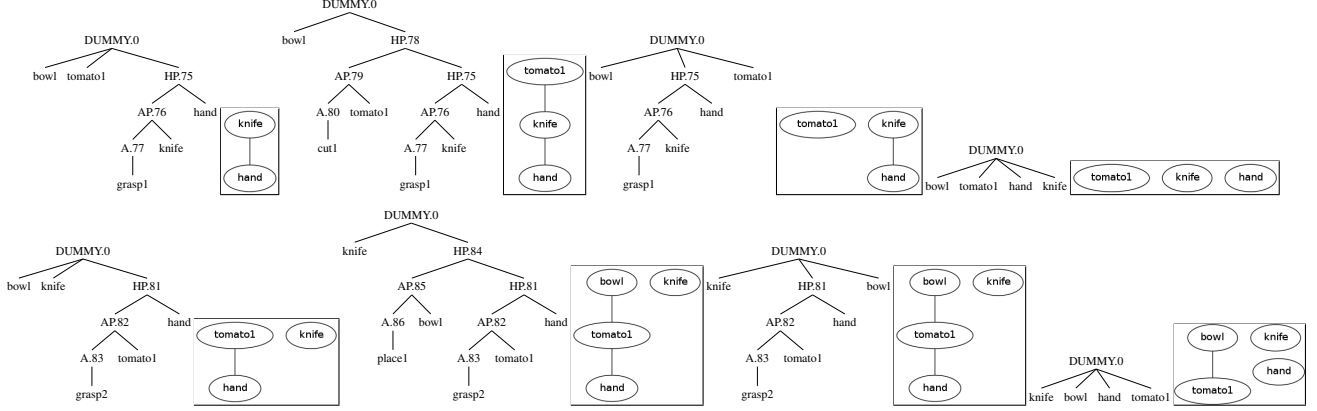 DUMMY.0
bowl tomato1 HP.75
AP.76 hand
A.77 knife
grasp1
knife
hand
DUMMY.0
bowl HP.78
AP.79 HP.75
A.80 tomato1 AP.76 hand
cut1 A.77 knife
grasp1
tomato1
knife
hand
DUMMY.0
bowl HP.75 tomato1
AP.76 hand
A.77 knife
grasp1
tomato1 knife
hand
DUMMY.0
bowl tomato1 hand knife
tomato1 knife hand
DUMMY.0
bowl knife HP.81
AP.82 hand
A.83 tomato1
grasp2
tomato1 knife
hand
DUMMY.0
knife HP.84
AP.85 HP.81
A.86 bowl AP.82 hand
place1 A.83 tomato1
grasp2
bowl knife
tomato1
hand
DUMMY.0
knife HP.81 bowl
AP.82 hand
A.83 tomato1
grasp2
bowl knife
tomato1
hand
DUMMY.0
knife bowl hand tomato1
bowl knife
hand
tomato1